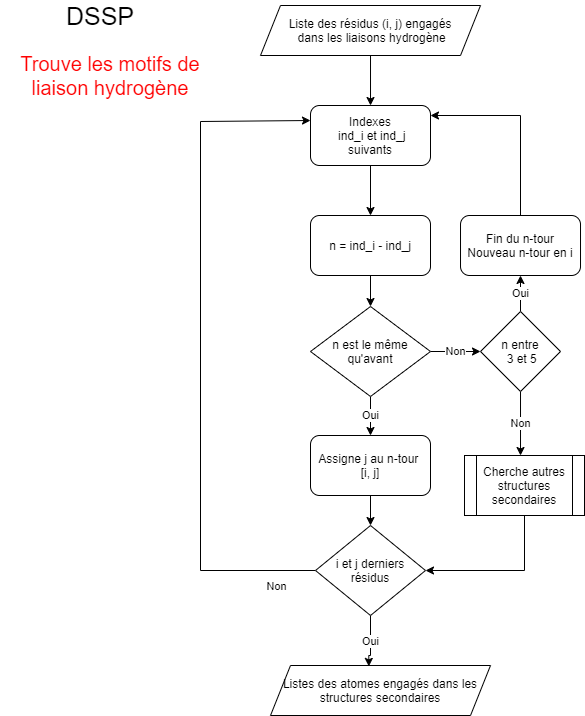 DSSP
Trouve les motifs de
liaison hydrogène
Liste des résidus (i, j) engagés
dans les liaisons hydrogène
Indexes
ind_i et ind_j
suivants
n = ind_i - ind_j
Fin du n-tour
Nouveau n-tour en i
Oui
n est le même
qu'avant
Non
n entre
3 et 5
Oui
Non
Assigne j au n-tour
[i, j]
Cherche autres
structures
secondaires
i et j derniers
résidus
Non
Oui
Listes des atomes engagés dans les
structures secondaires